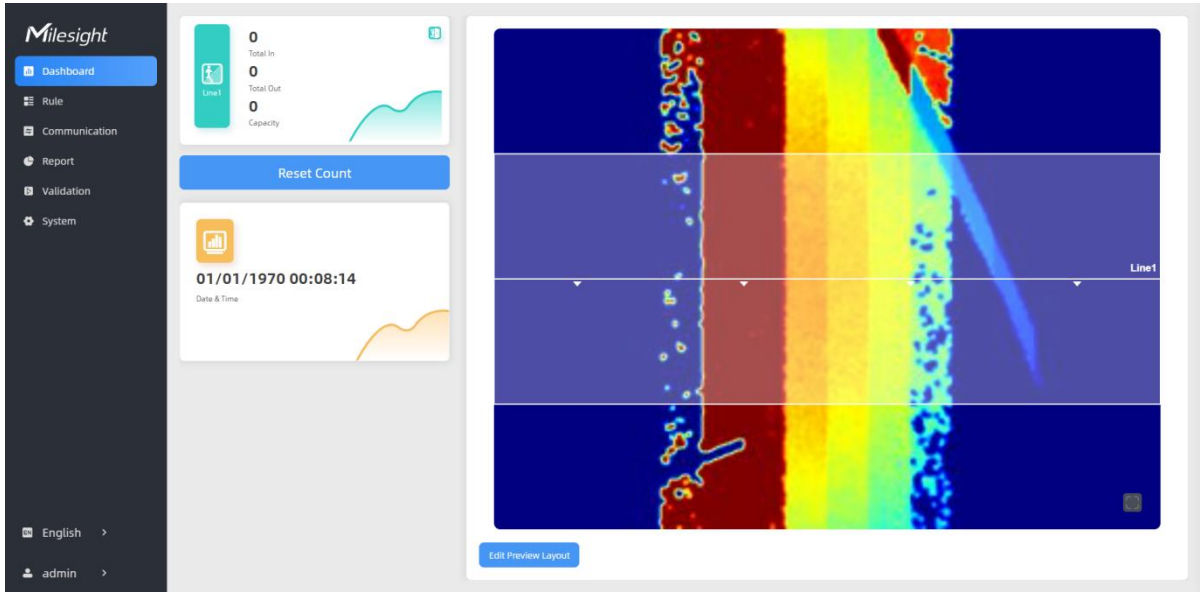 Milesight
Dashboard
Rule
Communication
Report
Validation
System
EN English
admin
Line1
0
Total In
0
Total Out
0
Capacity
Reset Count
01/01/1970 00:08:14
Date & Time
Line1
Edit Preview Layout